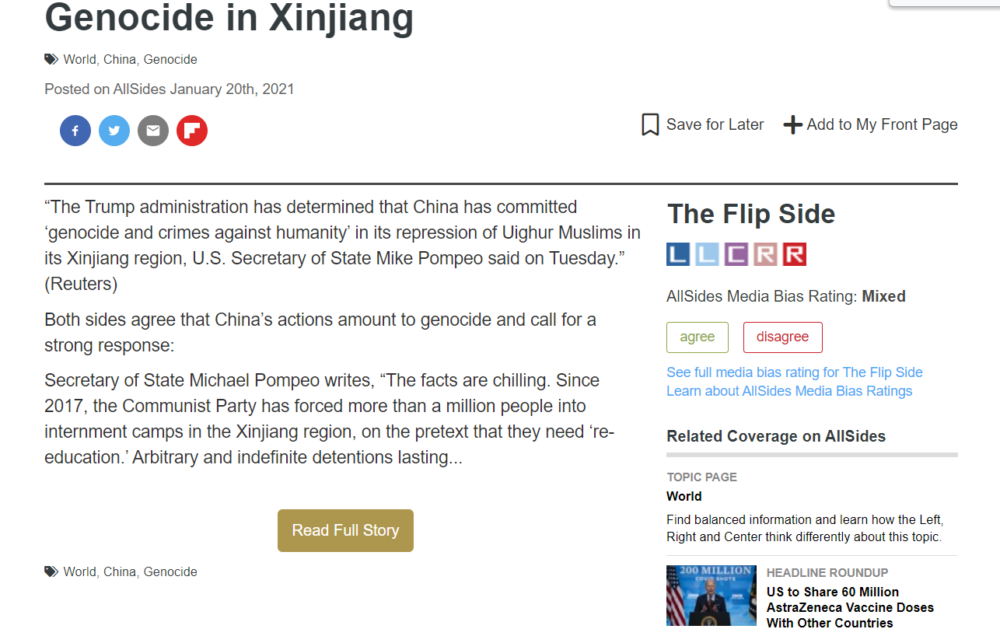 Genocide in Xinjiang
World, China, Genocide
Posted on AllSides January 20th, 2021
f
Save for Later
Add to My Front Page
“The Trump administration has determined that China has committed
‘genocide and crimes against humanity’ in its repression of Uighur Muslims in
its Xinjiang region, U.S. Secretary of State Mike Pompeo said on Tuesday.”
(Reuters)
Both sides agree that China’s actions amount to genocide and call for a
strong response:
Secretary of State Michael Pompeo writes, “The facts are chilling. Since
2017, the Communist Party has forced more than a million people into
internment camps in the Xinjiang region, on the pretext that they need ‘re-
education.’ Arbitrary and indefinite detentions lasting...
Read Full Story
World, China, Genocide
The Flip Side
L L C R R
AllSides Media Bias Rating: Mixed
agree
disagree
See full media bias rating for The Flip Side
Learn about AllSides Media Bias Ratings
Related Coverage on AllSides
TOPIC PAGE
World
Find balanced information and learn how the Left,
Right and Center think differently about this topic.
200 MILLION
COVID SHOTS
HEADLINE ROUNDUP
US to Share 60 Million
AstraZeneca Vaccine Doses
With Other Countries